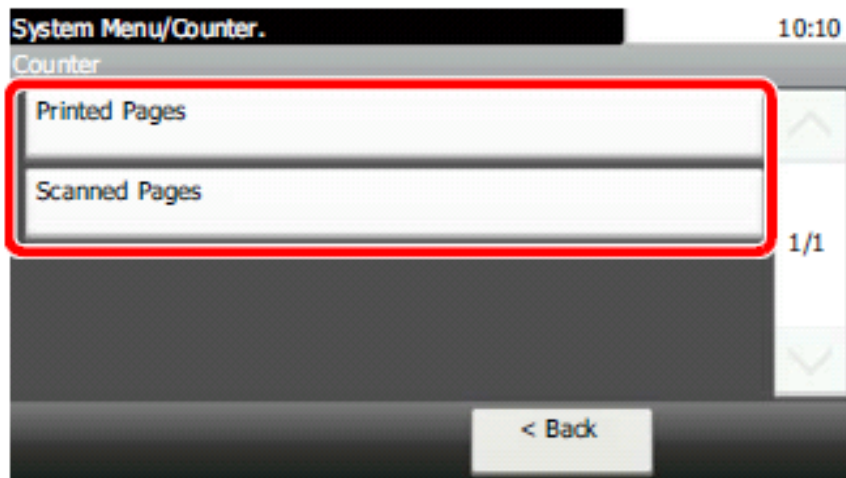 System Menu/Counter.
10:10
Counter
Printed Pages
Scanned Pages
1/1
< Back